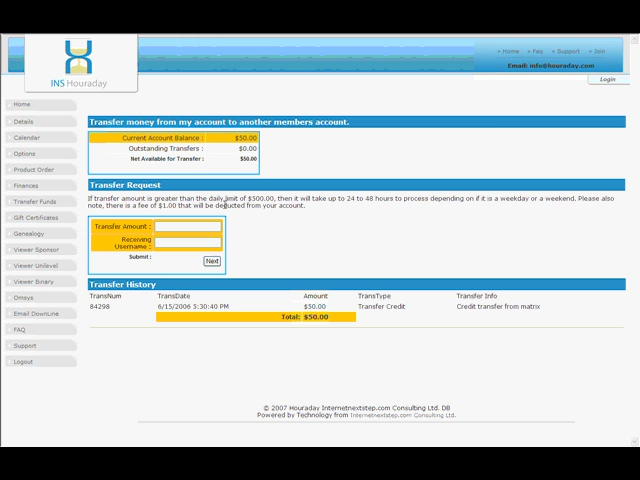 Home
Faq
Support
Join
Email: info@houraday.com
INS Houraday
Login
Home
Details
Calendar
Options
Product Order
Finances
Transfer Funds
Gift Certificates
Genealogy
Viewer Sponsor
Viewer Unilevel
Viewer Binary
Omsys
Email DownLine
FAQ
Support
Logout
Transfer money from my account to another members account.
Current Account Balance : $50.00
Outstanding Transfers : $0.00
Net Available for Transfer : $50.00
Transfer Request
If transfer amount is greater than the daily limit of $500.00, then it will take up to 24 to 48 hours to process depending on if it is a weekday or a weekend. Please also
note, there is a fee of $1.00 that will be deducted from your account.
Transfer Amount :
Receiving
Username :
Submit :
Next
Transfer History
TransNum TransDate Amount TransType Transfer Info
84298 6/15/2006 5:30:40 PM $50.00 Transfer Credit Credit transfer from matrix
Total: $50.00
© 2007 Houraday Internetnextstep.com Consulting Ltd. DB
Powered by Technology from Internetnextstep.com Consulting Ltd.